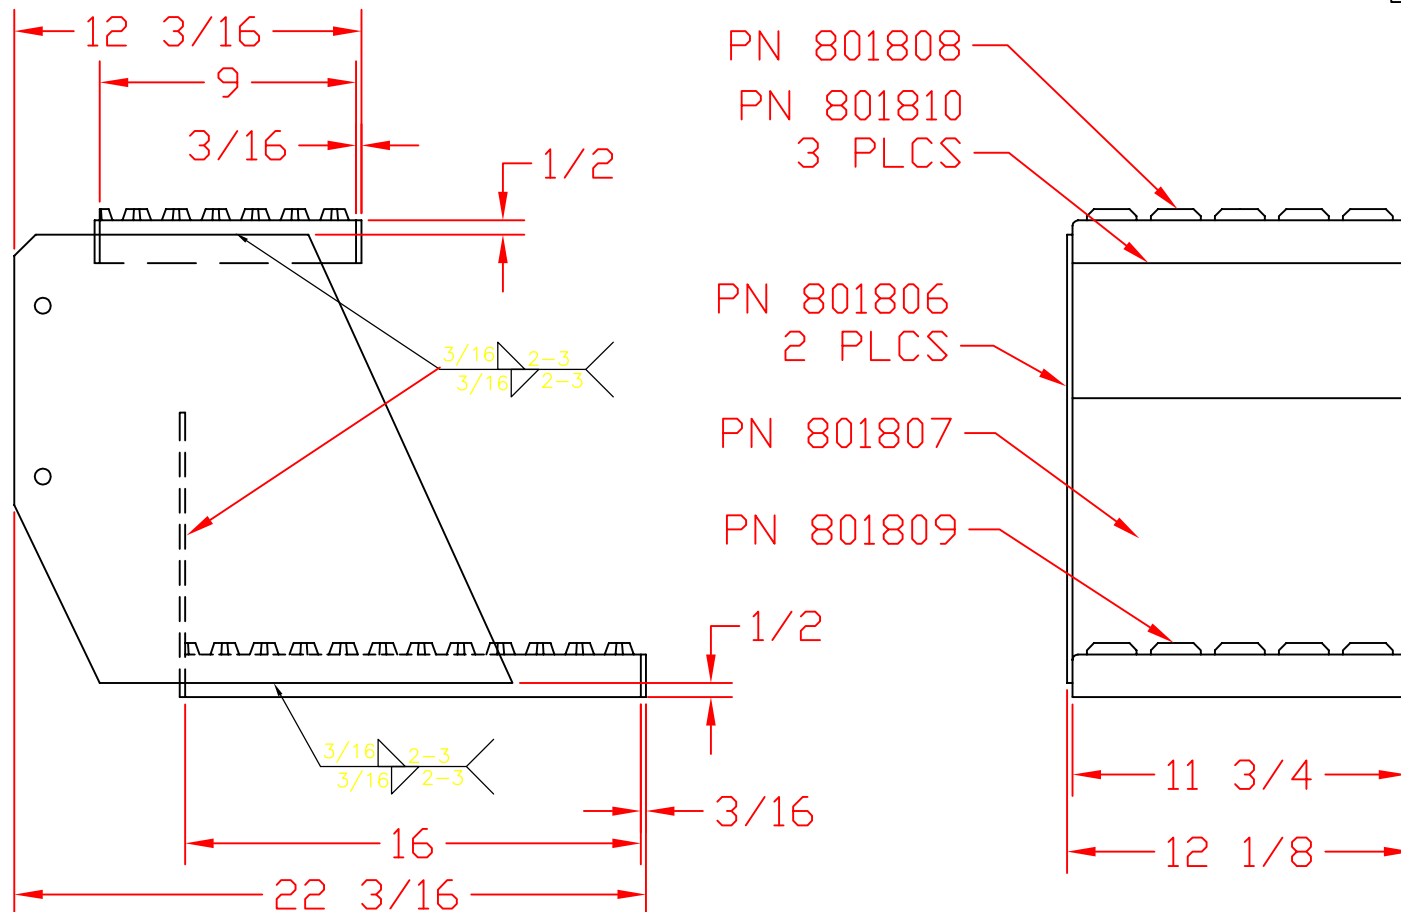 12 3/16
9
3/16
1/2
3/16 2-3
3/16 2-3
1/2
3/16 2-3
3/16 2-3
3/16
16
22 3/16
PN 801808
PN 801810
3 PLCS
PN 801806
2 PLCS
PN 801807
PN 801809
11 3/4
12 1/8